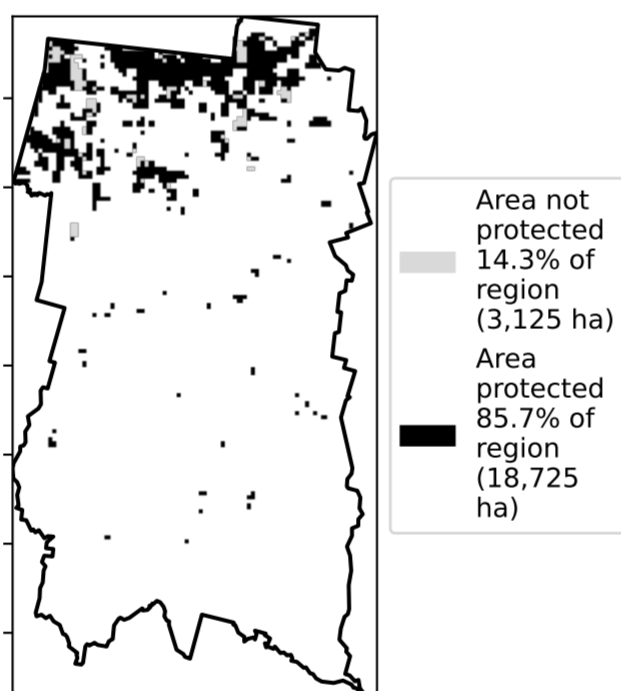 Area not
protected
14.3% of
region
(3,125 ha)
Area
protected
85.7% of
region
(18,725
ha)